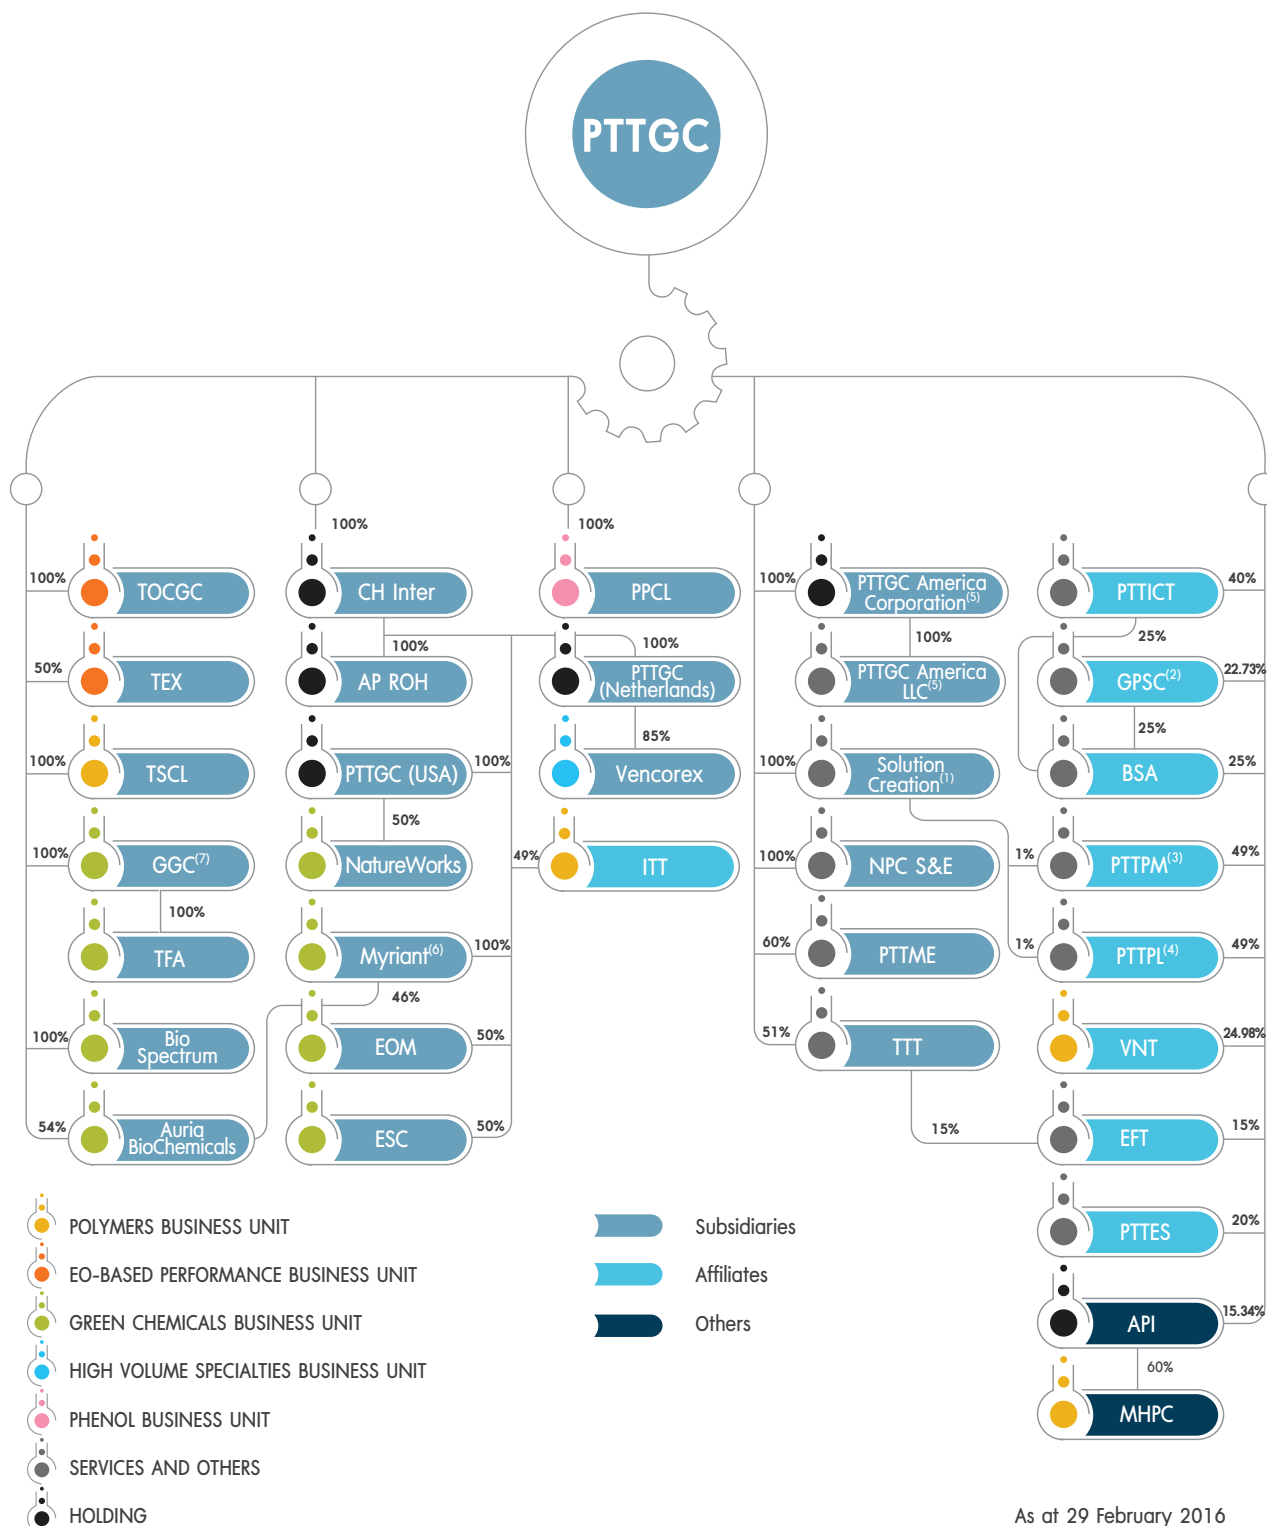 PTTGC
100%
100%
100%
TOCGC
CH Inter
PPCL
100%
PTTGC America
Corporation(5)
PTTICT
40%
100%
100%
100%
25%
50%
TEX
AP ROH
PTTGC
(Netherlands)
PTTGC America
LLC(5)
GPSC(2)
22.73%
85%
25%
100%
TSCL
PTTGC (USA)
100%
Vencorex
100%
Solution
Creation(1)
BSA
25%
50%
100%
GGC(7)
NatureWorks
49%
ITT
100%
NPC S&E
1%
PTTPM(3)
49%
100%
TFA
Myriant(6)
100%
60%
PTTME
1%
PTTPL(4)
49%
46%
100%
Bio
Spectrum
EOM
50%
51%
TTT
VNT
24.98%
54%
Auria
BioChemicals
ESC
50%
15%
EFT
15%
POLYMERS BUSINESS UNIT
Subsidiaries
PTTES
20%
EO-BASED PERFORMANCE BUSINESS UNIT
Affiliates
GREEN CHEMICALS BUSINESS UNIT
Others
API
15.34%
HIGH VOLUME SPECIALTIES BUSINESS UNIT
60%
PHENOL BUSINESS UNIT
MHPC
SERVICES AND OTHERS
HOLDING
As at 29 February 2016